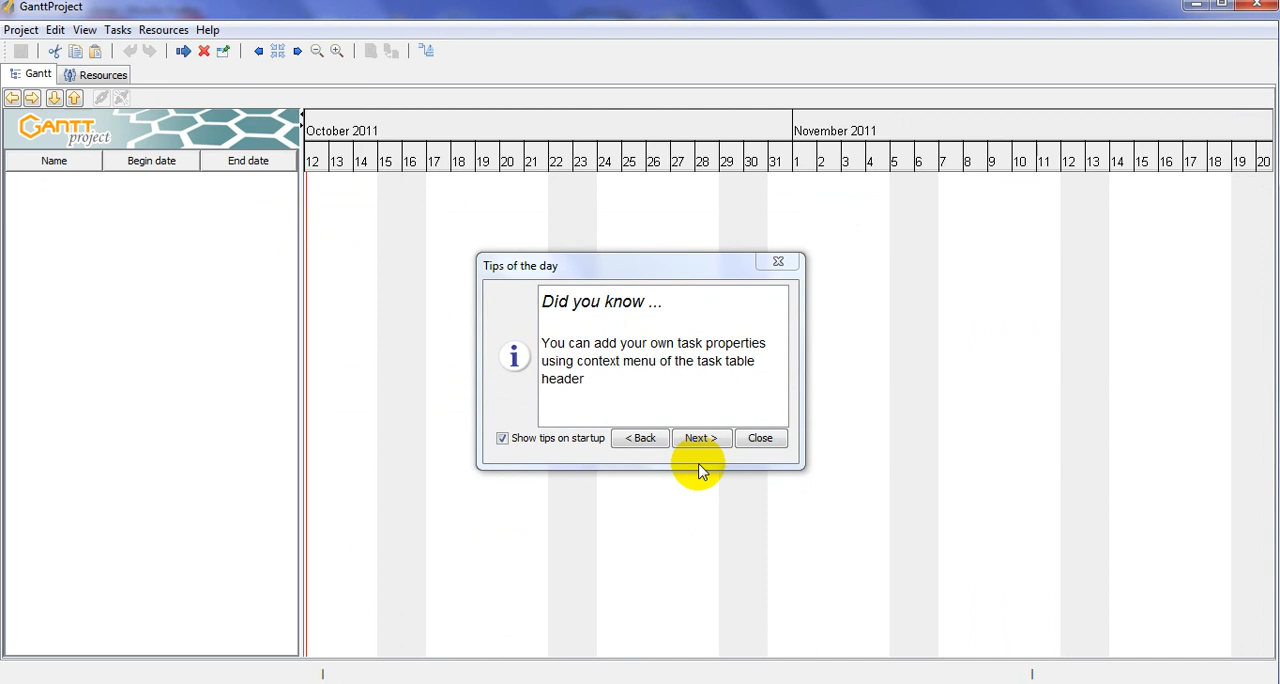 GanttProject
Project Edit View Tasks Resources Help
Gantt Resources
GANTT
project
October 2011 November 2011
Name Begin date End date
12 13 14 15 16 17 18 19 20 21 22 23 24 25 26 27 28 29 30 31 1 2 3 4 5 6 7 8 9 10 11 12 13 14 15 16 17 18 19 20
Tips of the day
Did you know ...
You can add your own task properties
using context menu of the task table
header
Show tips on startup < Back Next > Close